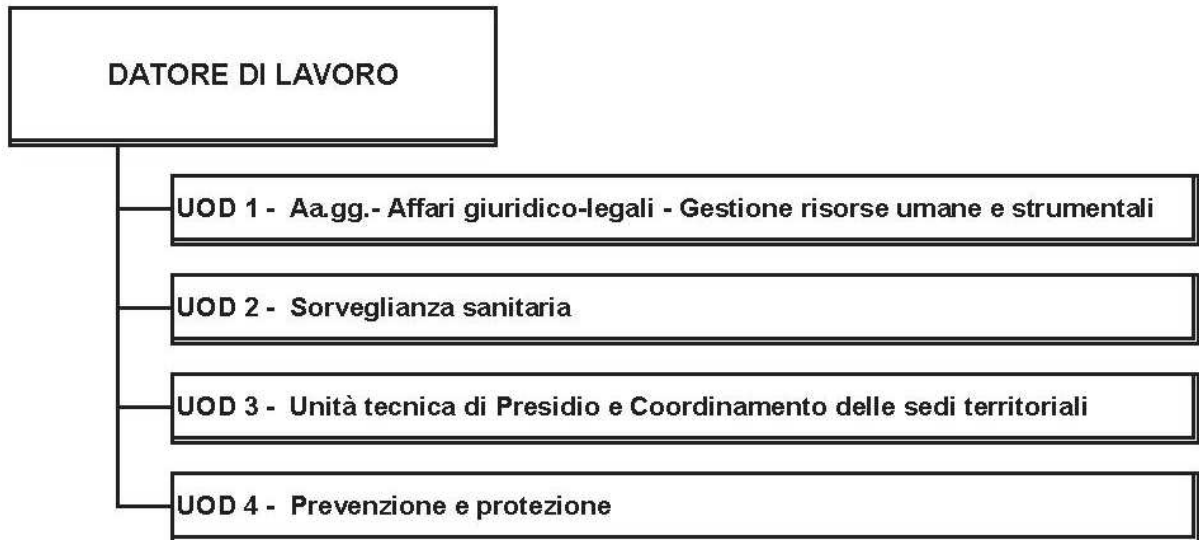 DATORE DI LAVORO
UOD 1 - Aa.gg.- Affari giuridico-legali - Gestione risorse umane e strumentali
UOD 2 - Sorveglianza sanitaria
UOD 3 - Unità tecnica di Presidio e Coordinamento delle sedi territoriali
UOD 4 - Prevenzione e protezione